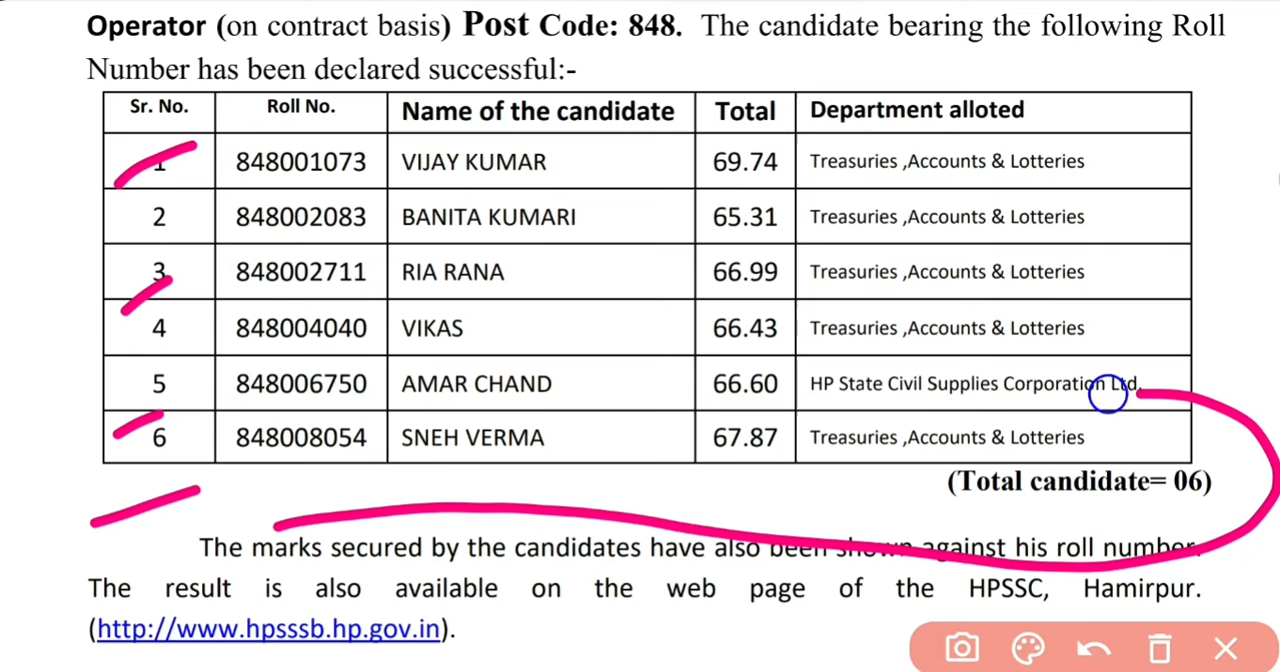 Operator (on contract basis) Post Code: 848. The candidate bearing the following Roll
Number has been declared successful:-
Sr. No. Roll No. Name of the candidate Total Department alloted
1 848001073 VIJAY KUMAR 69.74 Treasuries ,Accounts & Lotteries
2 848002083 BANITA KUMARI 65.31 Treasuries ,Accounts & Lotteries
3 848002711 RIA RANA 66.99 Treasuries ,Accounts & Lotteries
4 848004040 VIKAS 66.43 Treasuries ,Accounts & Lotteries
5 848006750 AMAR CHAND 66.60 HP State Civil Supplies Corporation Ltd.
6 848008054 SNEH VERMA 67.87 Treasuries ,Accounts & Lotteries
(Total candidate= 06)
The marks secured by the candidates have also been shown against his roll number.
The result is also available on the web page of the HPSSC, Hamirpur.
(http://www.hpsssb.hp.gov.in).